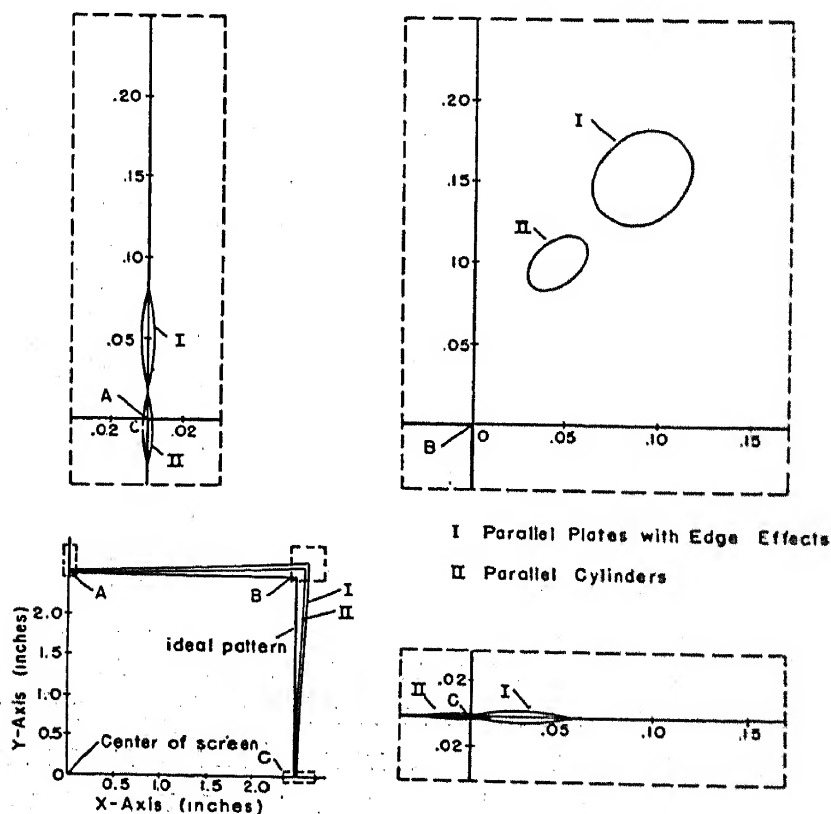 .20
.15
.10
.05
I
A
C
.02
.02
II
.20
.15
.10
.05
I
II
B
0
.05
.10
.15
I Parallel Plates with Edge Effects
II Parallel Cylinders
Y-Axis (inches)
2.0
1.5
1.0
0.5
0
A
B
I
II
ideal pattern
Center of screen
C
0.5
1.0
1.5
2.0
X-Axis (inches)
II
.02
C
I
.02
.05
.10
.15